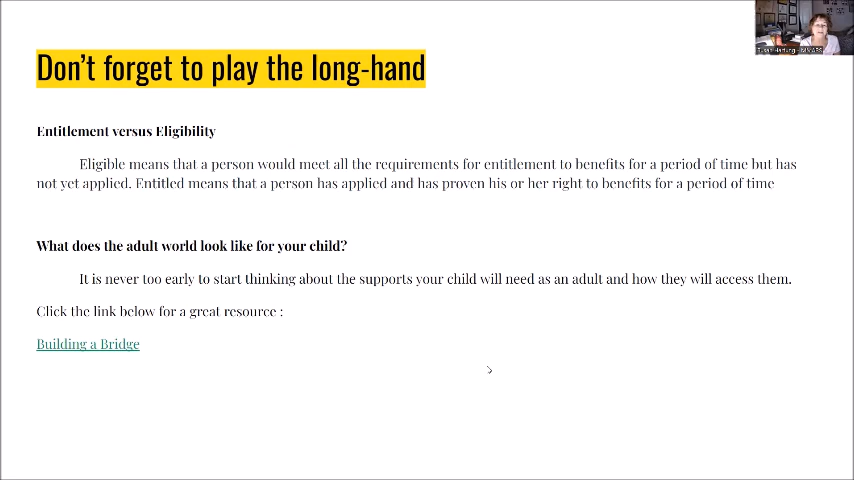 Don't forget to play the long-hand
Entitlement versus Eligibility
Eligible means that a person would meet all the requirements for entitlement to benefits for a period of time but has
not yet applied. Entitled means that a person has applied and has proven his or her right to benefits for a period of time
What does the adult world look like for your child?
It is never too early to start thinking about the supports your child will need as an adult and how they will access them.
Click the link below for a great resource :
Building a Bridge
Susan Hartung -